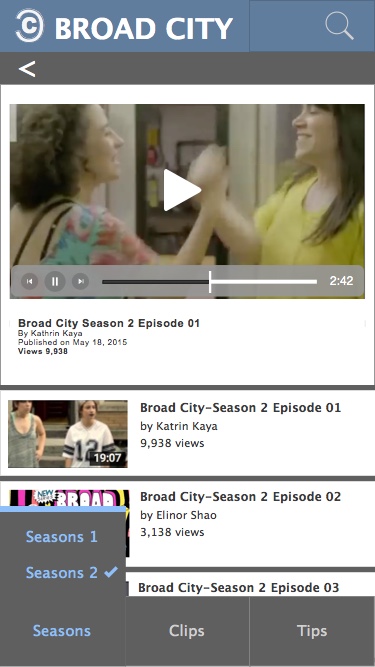 BROAD CITY
<
2:42
Broad City Season 2 Episode 01
By Kathrin Kaya
Published on May 18, 2015
Views 9,938
Broad City-Season 2 Episode 01
by Katrin Kaya
9,938 views
19:07
12
Broad City-Season 2 Episode 02
by Elinor Shao
3,138 views
NEW
BROAD
Broad City-Season 2 Episode 03
Seasons 1
Seasons 2
Seasons
Clips
Tips